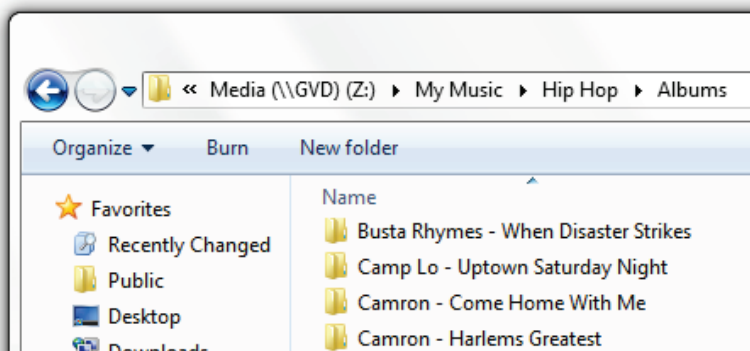 « Media (\\GVD) (Z:) ▸ My Music ▸ Hip Hop ▸ Albums
Organize ▾ Burn New folder
Favorites
Recently Changed
Public
Desktop
Downloads
Name
Busta Rhymes - When Disaster Strikes
Camp Lo - Uptown Saturday Night
Camron - Come Home With Me
Camron - Harlems Greatest